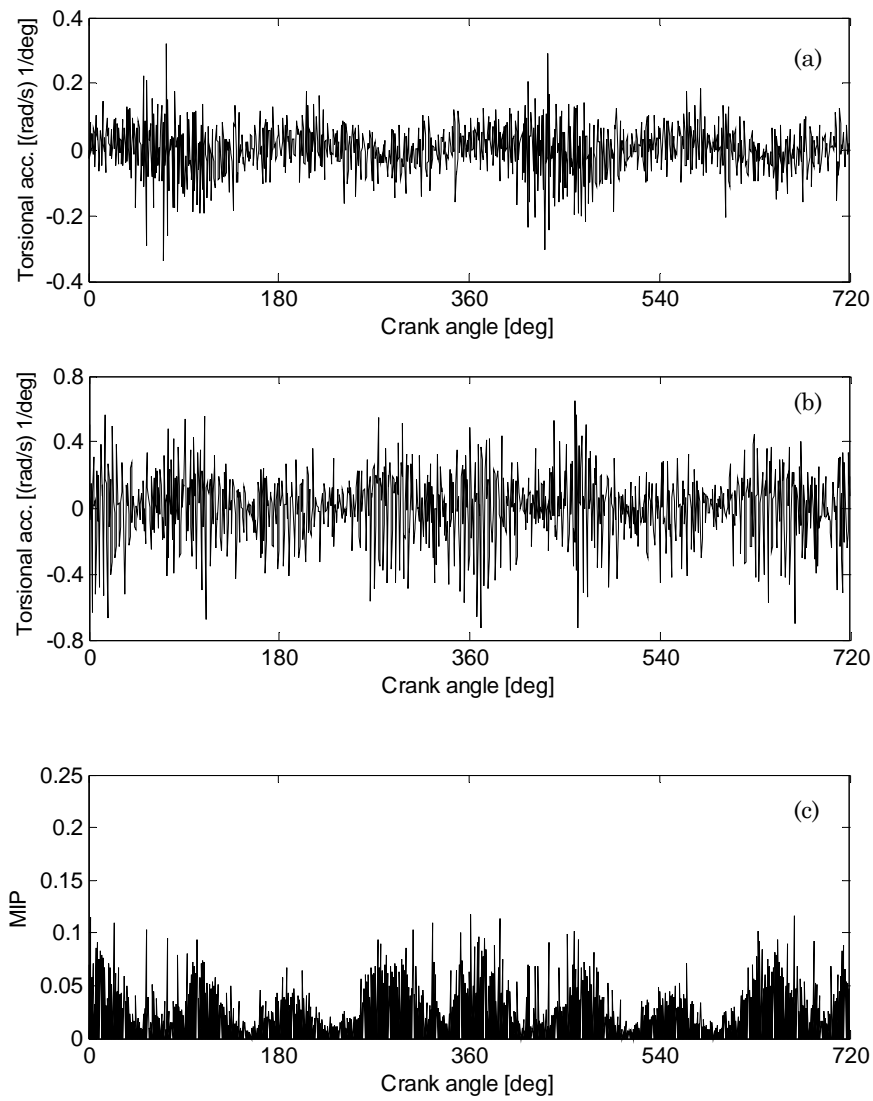 0.4
0.2
0
-0.2
-0.4
Torsional acc. [(rad/s) 1/deg]
(a)
0 180 360 540 720
Crank angle [deg]
0.8
0.4
0
-0.4
-0.8
Torsional acc. [(rad/s) 1/deg]
(b)
0 180 360 540 720
Crank angle [deg]
0.25
0.2
0.15
0.1
0.05
0
MIP
(c)
0 180 360 540 720
Crank angle [deg]